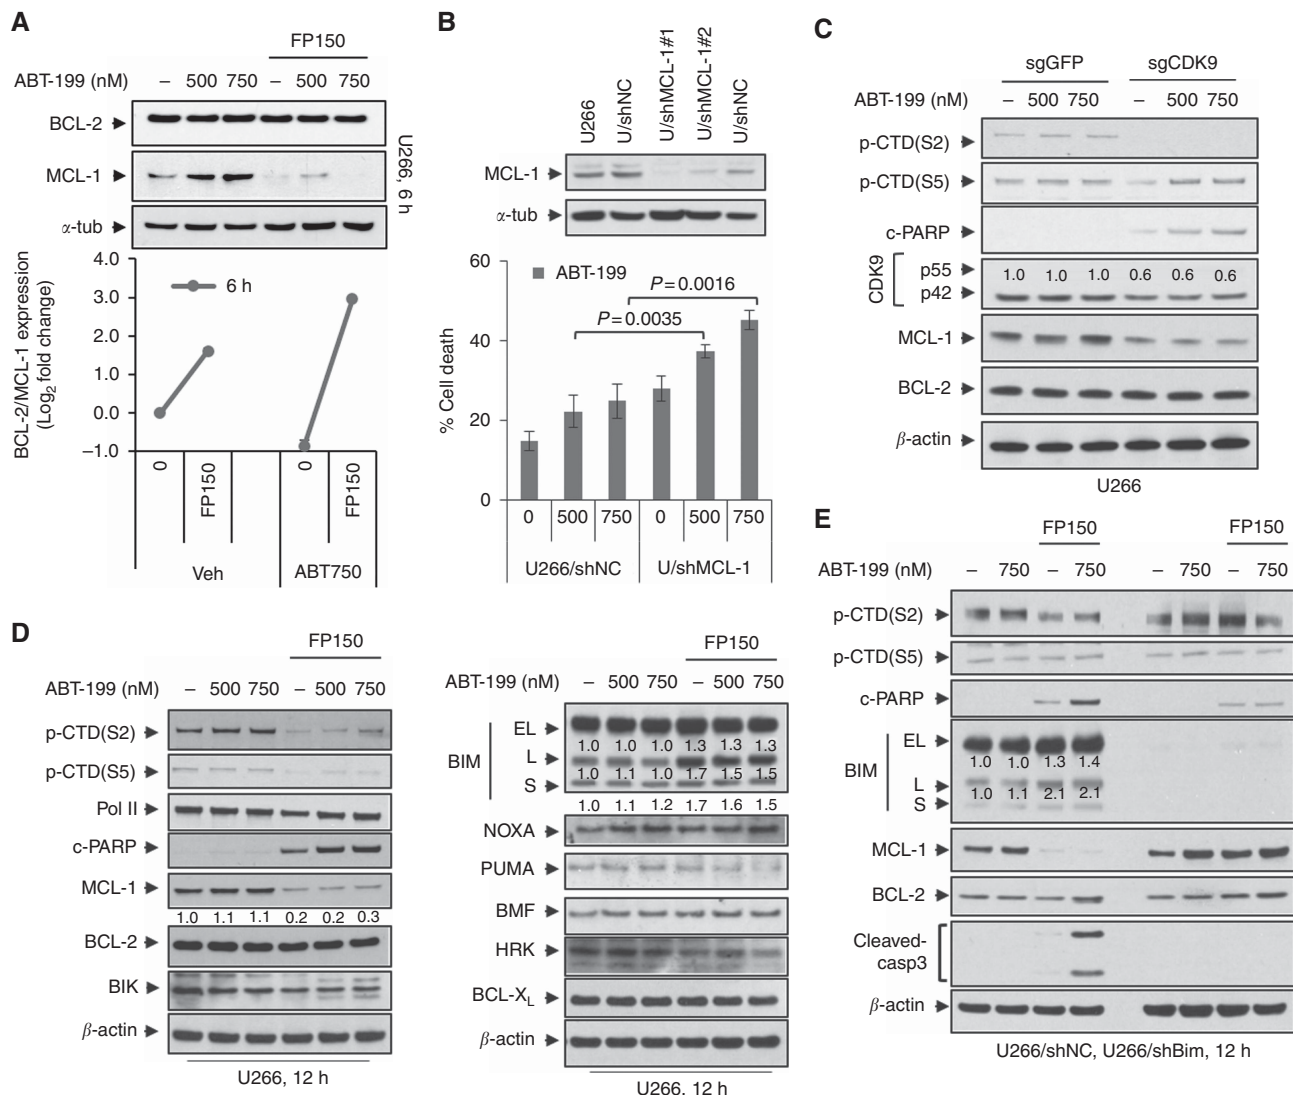 A
FP150
ABT-199 (nM) – 500 750 – 500 750
BCL-2
MCL-1
α-tub
U266, 6 h
BCL-2/MCL-1 expression
(Log2 fold change)
4.0
3.0
2.0
1.0
0.0
–1.0
6 h
0 FP150 0 FP150
Veh ABT750
B
U266 U/shNC U/shMCL-1#1 U/shMCL-1#2 U/shNC
MCL-1
α-tub
% Cell death
60
40
20
0
ABT-199
P=0.0016
P=0.0035
0 500 750 0 500 750
U266/shNC U/shMCL-1
C
sgGFP sgCDK9
ABT-199 (nM) – 500 750 – 500 750
p-CTD(S2)
p-CTD(S5)
c-PARP
CDK9
p55 1.0 1.0 1.0 0.6 0.6 0.6
p42
MCL-1
BCL-2
β-actin
U266
D
FP150
ABT-199 (nM) – 500 750 – 500 750
p-CTD(S2)
p-CTD(S5)
Pol II
c-PARP
MCL-1
1.0 1.1 1.1 0.2 0.2 0.3
BCL-2
BIK
β-actin
U266, 12 h
FP150
ABT-199 (nM) – 500 750 – 500 750
BIM
EL
1.0 1.0 1.0 1.3 1.3 1.3
L
1.0 1.1 1.0 1.7 1.5 1.5
S
1.0 1.1 1.2 1.7 1.6 1.5
NOXA
PUMA
BMF
HRK
BCL-XL
β-actin
U266, 12 h
E
FP150 FP150
ABT-199 (nM) – 750 – 750 – 750 – 750
p-CTD(S2)
p-CTD(S5)
c-PARP
BIM
EL
1.0 1.0 1.3 1.4
L
1.0 1.1 2.1 2.1
S
MCL-1
BCL-2
Cleaved-
casp3
β-actin
U266/shNC, U266/shBim, 12 h